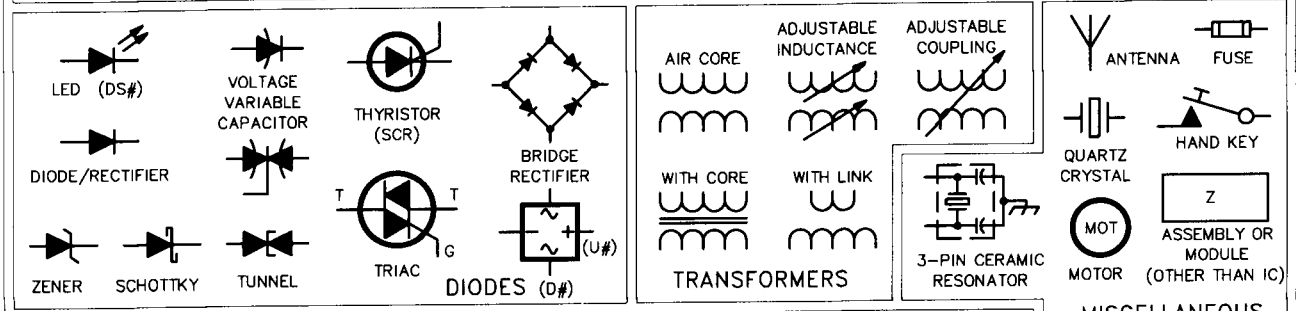 LED (DS#)
DIODE/RECTIFIER
ZENER
SCHOTTKY
VOLTAGE
VARIABLE
CAPACITOR
TUNNEL
THYRISTOR
(SCR)
T T
G
TRIAC
BRIDGE
RECTIFIER
~
- +
~
(U#)
DIODES (D#)
AIR CORE
ADJUSTABLE
INDUCTANCE
ADJUSTABLE
COUPLING
WITH CORE
WITH LINK
TRANSFORMERS
3-PIN CERAMIC
RESONATOR
ANTENNA
FUSE
QUARTZ
CRYSTAL
HAND KEY
MOT
MOTOR
Z
ASSEMBLY OR
MODULE
(OTHER THAN IC)
MISCELLANEOUS